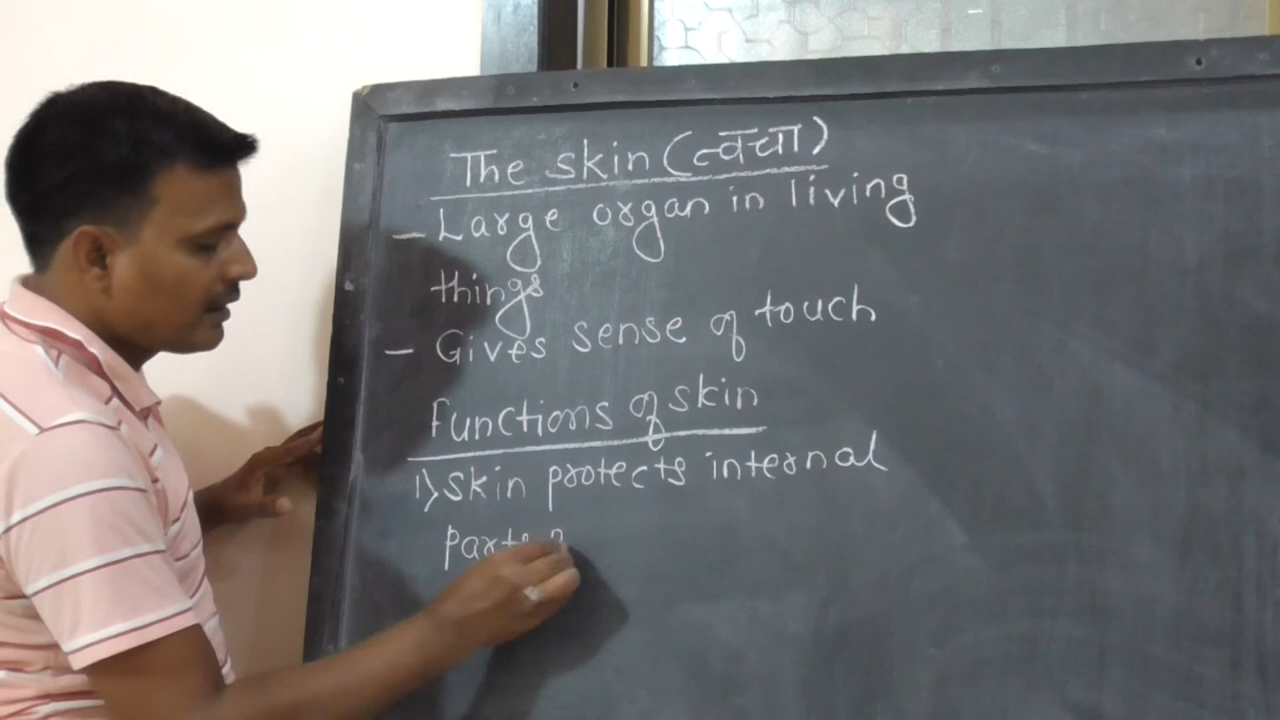 The skin (त्वचा)
- Large organ in living
things
- Gives sense of touch
Functions of skin
1) skin protects internal
parts